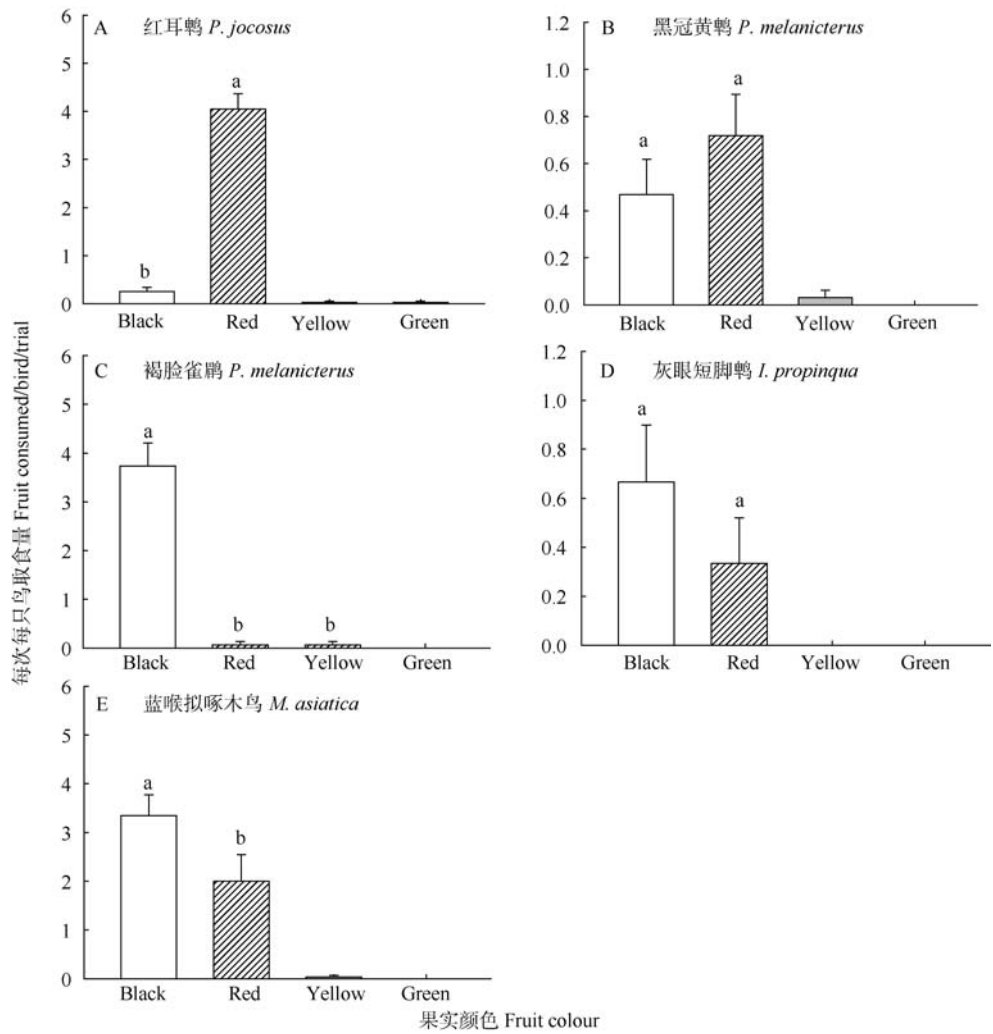 A 红耳鹎 P. jocosus
6
5
4
3
2
1
0
b
a
Black Red Yellow Green
B 黑冠黄鹎 P. melanicterus
1.2
1.0
0.8
0.6
0.4
0.2
0.0
a
a
Black Red Yellow Green
C 褐脸雀鹛 P. melanicterus
6
5
4
3
2
1
0
a
b
b
Black Red Yellow Green
D 灰眼短脚鹎 I. propinqua
1.2
1.0
0.8
0.6
0.4
0.2
0.0
a
a
Black Red Yellow Green
E 蓝喉拟啄木鸟 M. asiatica
6
5
4
3
2
1
0
a
b
Black Red Yellow Green
每次每只鸟取食量 Fruit consumed/bird/trial
果实颜色 Fruit colour